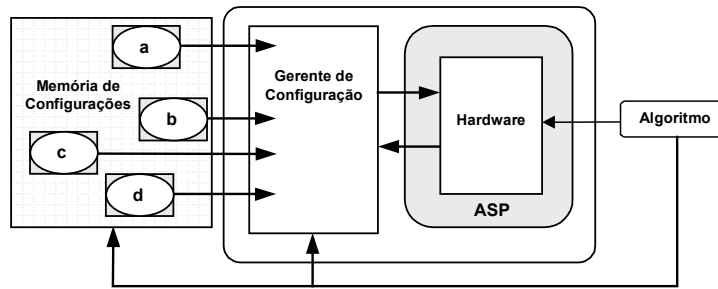 a
Memória de
Configurações
b
c
d
Gerente de
Configuração
Hardware
ASP
Algoritmo